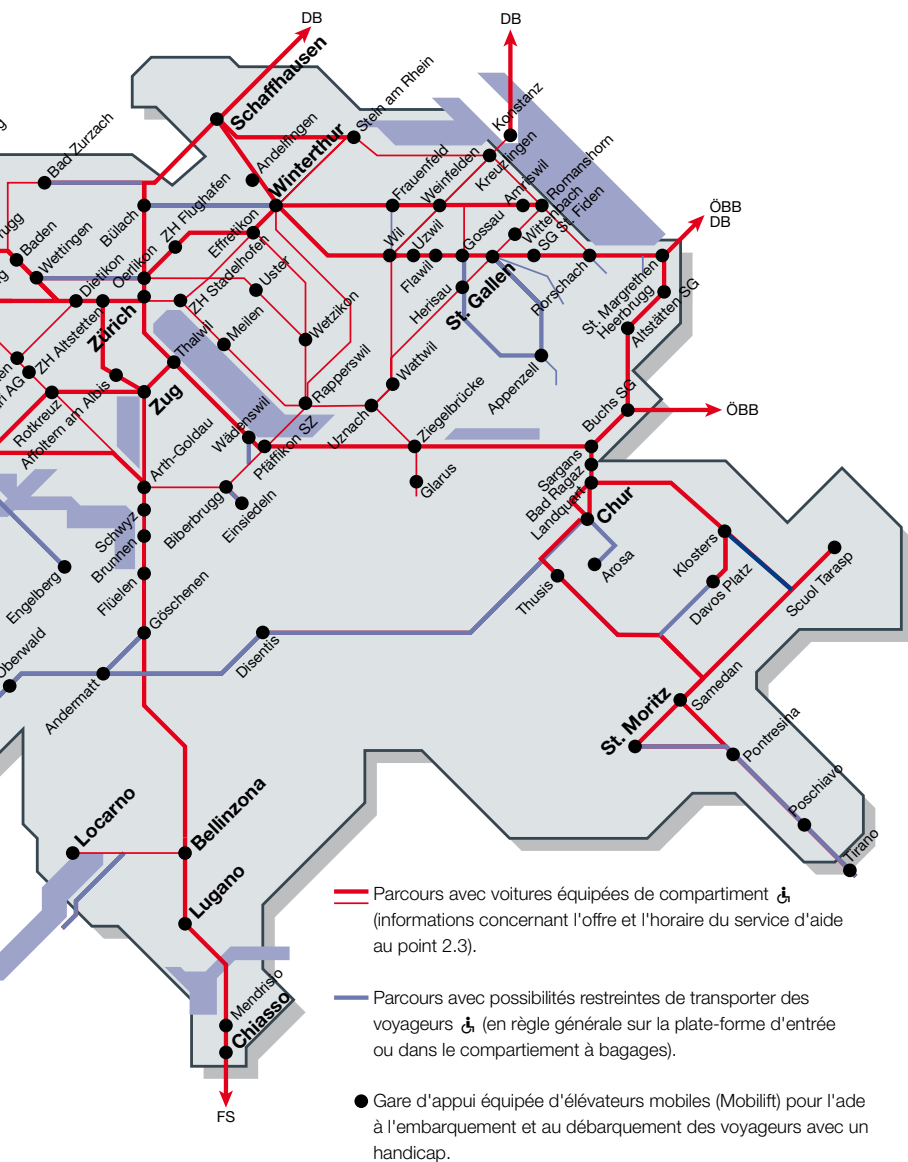 DB
DB
Schaffhausen
Stein am Rhein
Konstanz
Bad Zurzach
Andelfingen
Winterthur
Frauenfeld
Weinfelden
Kreuzlingen
Amriswil
Romanshorn
Bülach
ZH Flughafen
Effretikon
Wil
Uzwil
Flawil
Gossau
Wittenbach
SG St. Fiden
ÖBB
DB
Baden
Wettingen
Dietikon
Oerlikon
ZH Stadelhofen
Uster
Herisau
St. Gallen
Rorschach
St. Margrethen
Heerbrugg
Altstätten SG
ZH Altstetten
Zürich
Thalwil
Meilen
Wetzikon
Wattwil
Appenzell
Rotkreuz
Affoltern am Albis
Zug
Wädenswil
Rapperswil
Pfäffikon SZ
Uznach
Ziegelbrücke
Buchs SG
ÖBB
Arth-Goldau
Glarus
Sargans
Bad Ragaz
Landquart
Chur
Biberbrugg
Einsiedeln
Schwyz
Brunnen
Flüelen
Göschenen
Engelberg
Arosa
Klosters
Davos Platz
Scuol Tarasp
Thusis
Oberwald
Andermatt
Disentis
Samedan
St. Moritz
Pontresina
Poschiavo
Tirano
Locarno
Bellinzona
Lugano
Mendrisio
Chiasso
FS
Parcours avec voitures équipées de compartiment
(informations concernant l'offre et l'horaire du service d'aide
au point 2.3).
Parcours avec possibilités restreintes de transporter des
voyageurs (en règle générale sur la plate-forme d'entrée
ou dans le compartiement à bagages).
Gare d'appui équipée d'élévateurs mobiles (Mobilift) pour l'ade
à l'embarquement et au débarquement des voyageurs avec un
handicap.